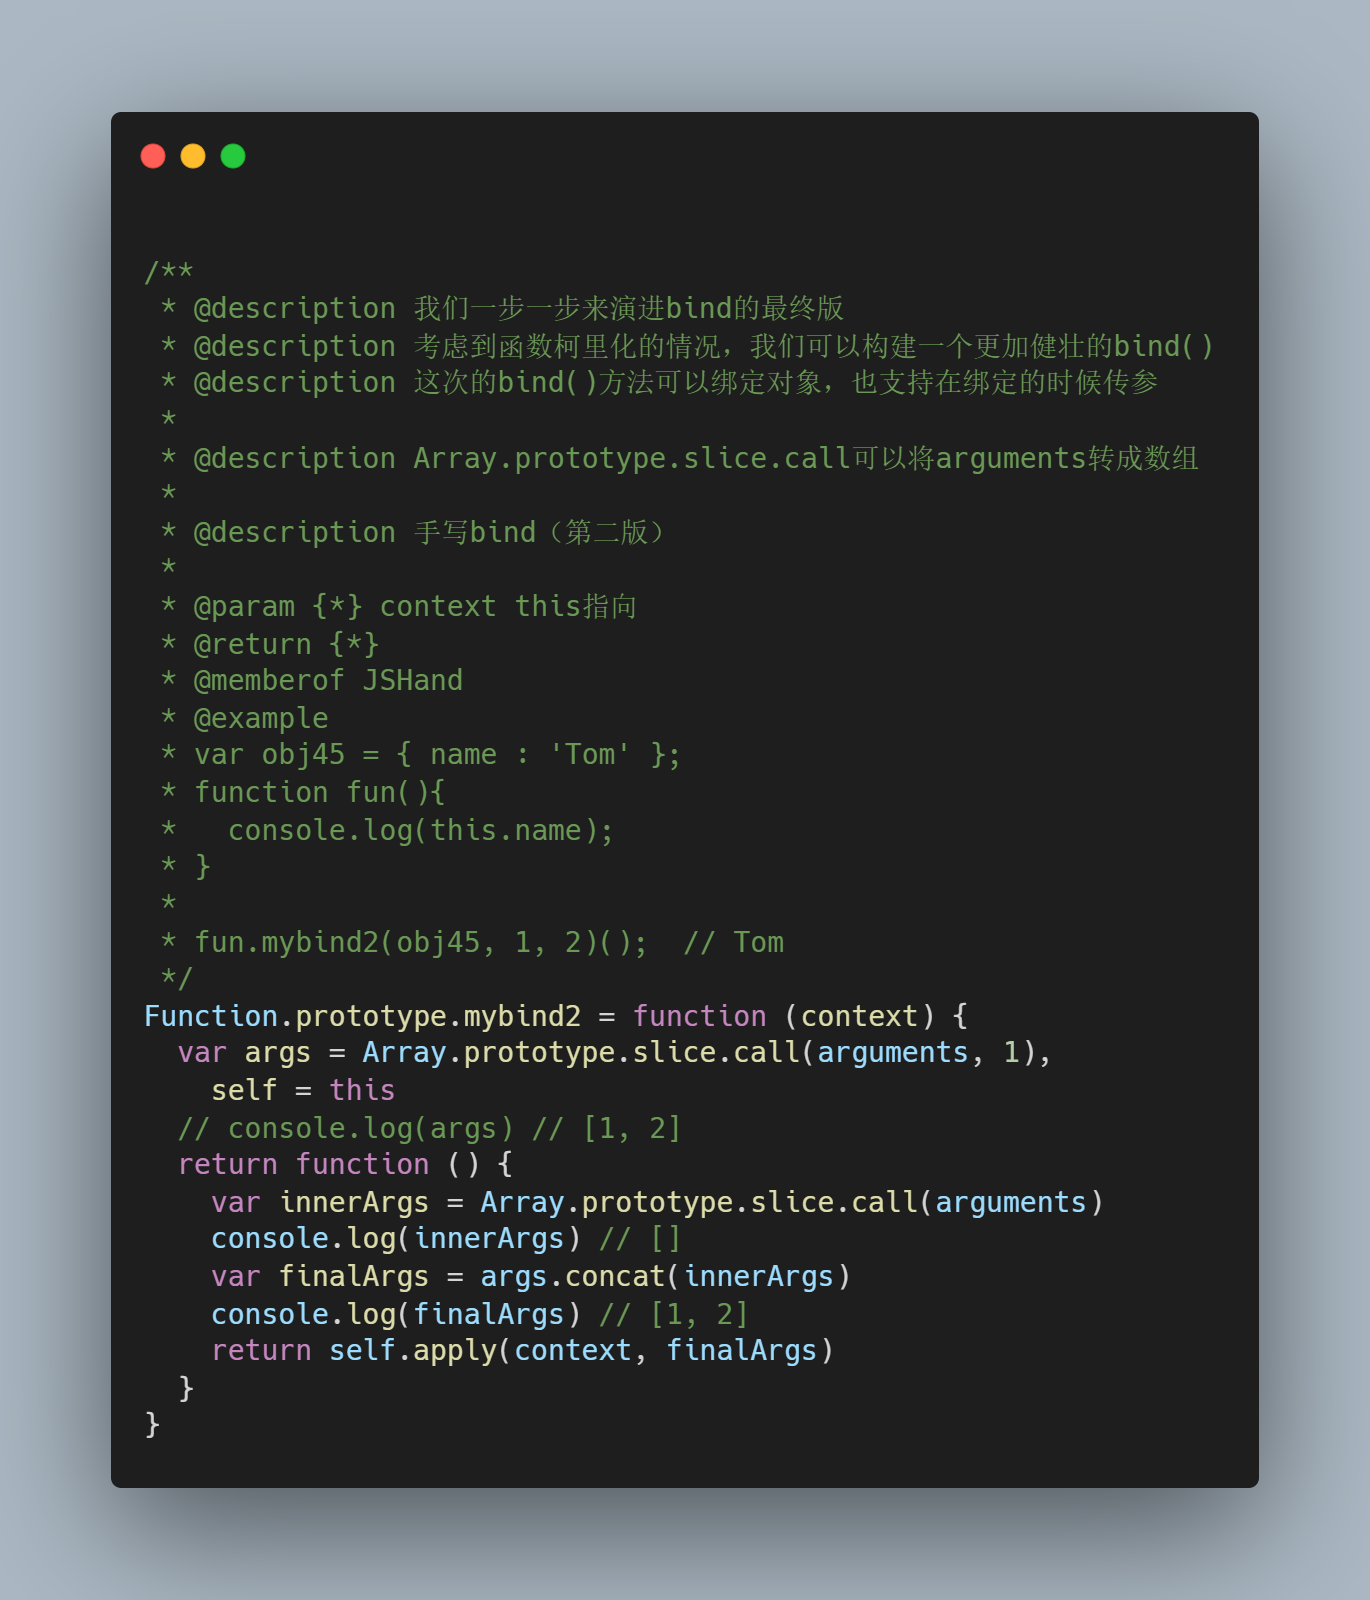 /**
 * @description 我们一步一步来演进bind的最终版
 * @description 考虑到函数柯里化的情况，我们可以构建一个更加健壮的bind()
 * @description 这次的bind()方法可以绑定对象，也支持在绑定的时候传参
 *
 * @description Array.prototype.slice.call可以将arguments转成数组
 *
 * @description 手写bind（第二版）
 *
 * @param {*} context this指向
 * @return {*}
 * @memberof JSHand
 * @example
 * var obj45 = { name : 'Tom' };
 * function fun(){
 *   console.log(this.name);
 * }
 *
 * fun.mybind2(obj45, 1, 2)();  // Tom
 */
Function.prototype.mybind2 = function (context) {
  var args = Array.prototype.slice.call(arguments, 1),
    self = this
  // console.log(args) // [1, 2]
  return function () {
    var innerArgs = Array.prototype.slice.call(arguments)
    console.log(innerArgs) // []
    var finalArgs = args.concat(innerArgs)
    console.log(finalArgs) // [1, 2]
    return self.apply(context, finalArgs)
  }
}